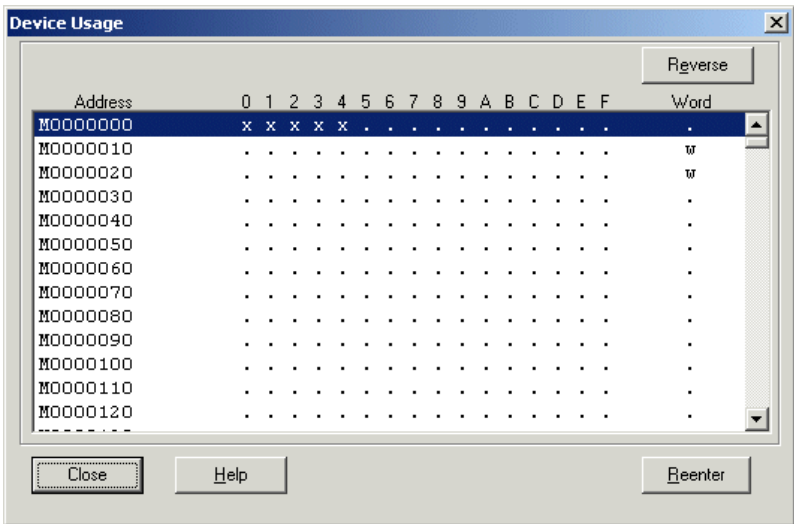 Device Usage
Reverse
Address 0 1 2 3 4 5 6 7 8 9 A B C D E F Word
M0000000 x x x x x . . . . . . . . . . . .
M0000010 . . . . . . . . . . . . . . . . w
M0000020 . . . . . . . . . . . . . . . . w
M0000030 . . . . . . . . . . . . . . . . .
M0000040 . . . . . . . . . . . . . . . . .
M0000050 . . . . . . . . . . . . . . . . .
M0000060 . . . . . . . . . . . . . . . . .
M0000070 . . . . . . . . . . . . . . . . .
M0000080 . . . . . . . . . . . . . . . . .
M0000090 . . . . . . . . . . . . . . . . .
M0000100 . . . . . . . . . . . . . . . . .
M0000110 . . . . . . . . . . . . . . . . .
M0000120 . . . . . . . . . . . . . . . . .
Close Help Reenter